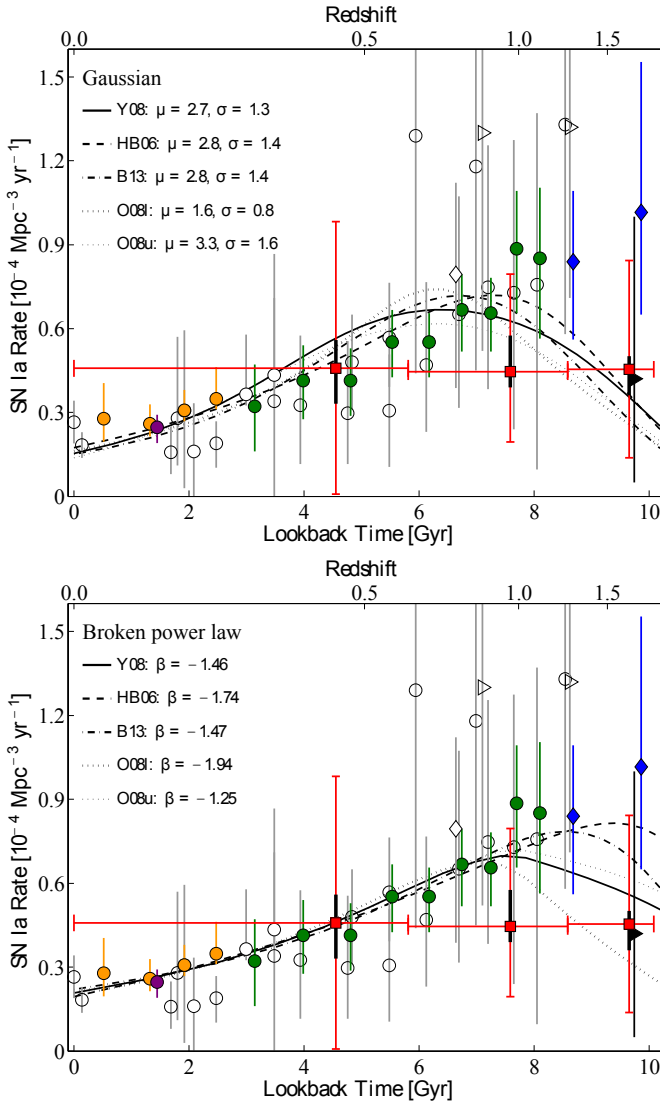 Redshift
0.0 0.5 1.0 1.5
Gaussian
Y08: μ = 2.7, σ = 1.3
HB06: μ = 2.8, σ = 1.4
B13: μ = 2.8, σ = 1.4
O08l: μ = 1.6, σ = 0.8
O08u: μ = 3.3, σ = 1.6
SN Ia Rate [10⁻⁴ Mpc⁻³ yr⁻¹]
1.5
1.2
0.9
0.6
0.3
0
0 2 4 6 8 10
Lookback Time [Gyr]
Redshift
0.0 0.5 1.0 1.5
Broken power law
Y08: β = −1.46
HB06: β = −1.74
B13: β = −1.47
O08l: β = −1.94
O08u: β = −1.25
SN Ia Rate [10⁻⁴ Mpc⁻³ yr⁻¹]
1.5
1.2
0.9
0.6
0.3
0
0 2 4 6 8 10
Lookback Time [Gyr]